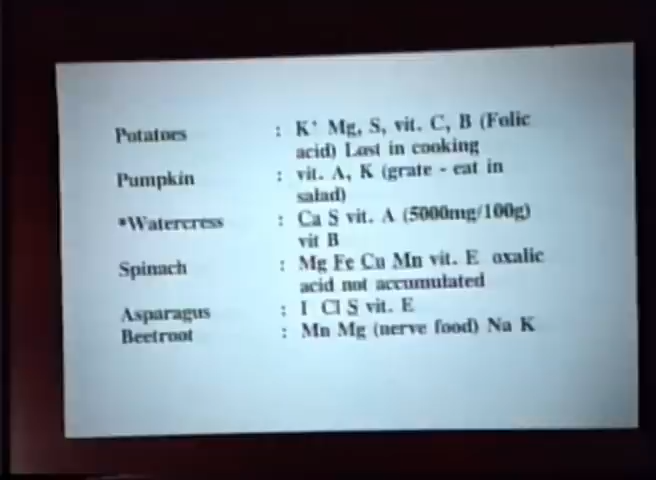 Potatoes : K⁺ Mg, S, vit. C, B (Folic
acid) Lost in cooking
Pumpkin : vit. A, K (grate - eat in
salad)
*Watercress : Ca S vit. A (5000mg/100g)
vit B
Spinach : Mg Fe Cu Mn vit. E oxalic
acid not accumulated
Asparagus : I Cl S vit. E
Beetroot : Mn Mg (nerve food) Na K